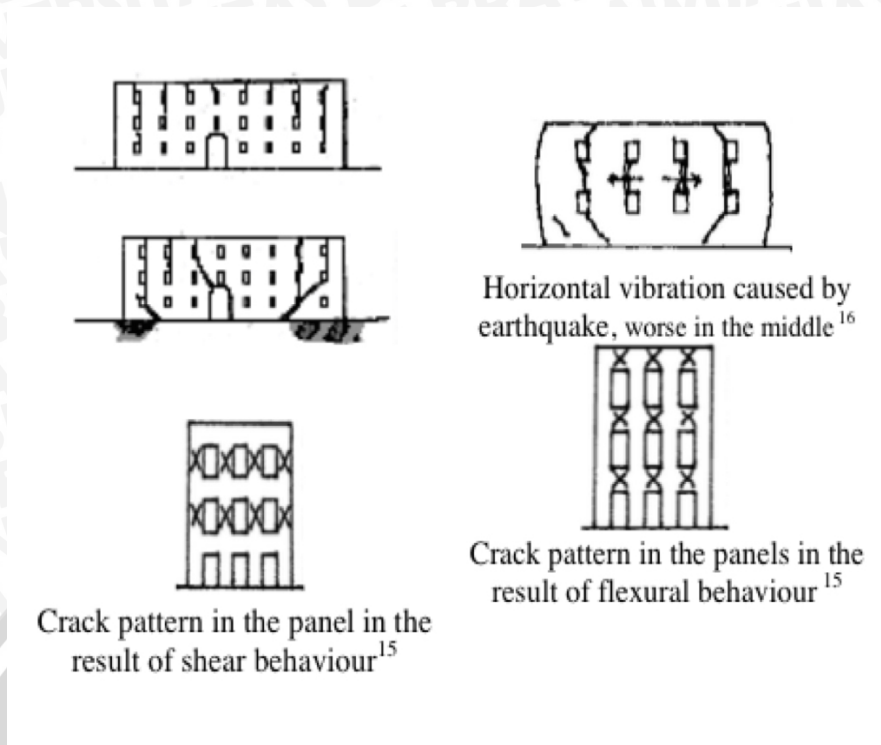 Horizontal vibration caused by
earthquake, worse in the middle 16
Crack pattern in the panels in the
result of flexural behaviour 15
Crack pattern in the panel in the
result of shear behaviour15